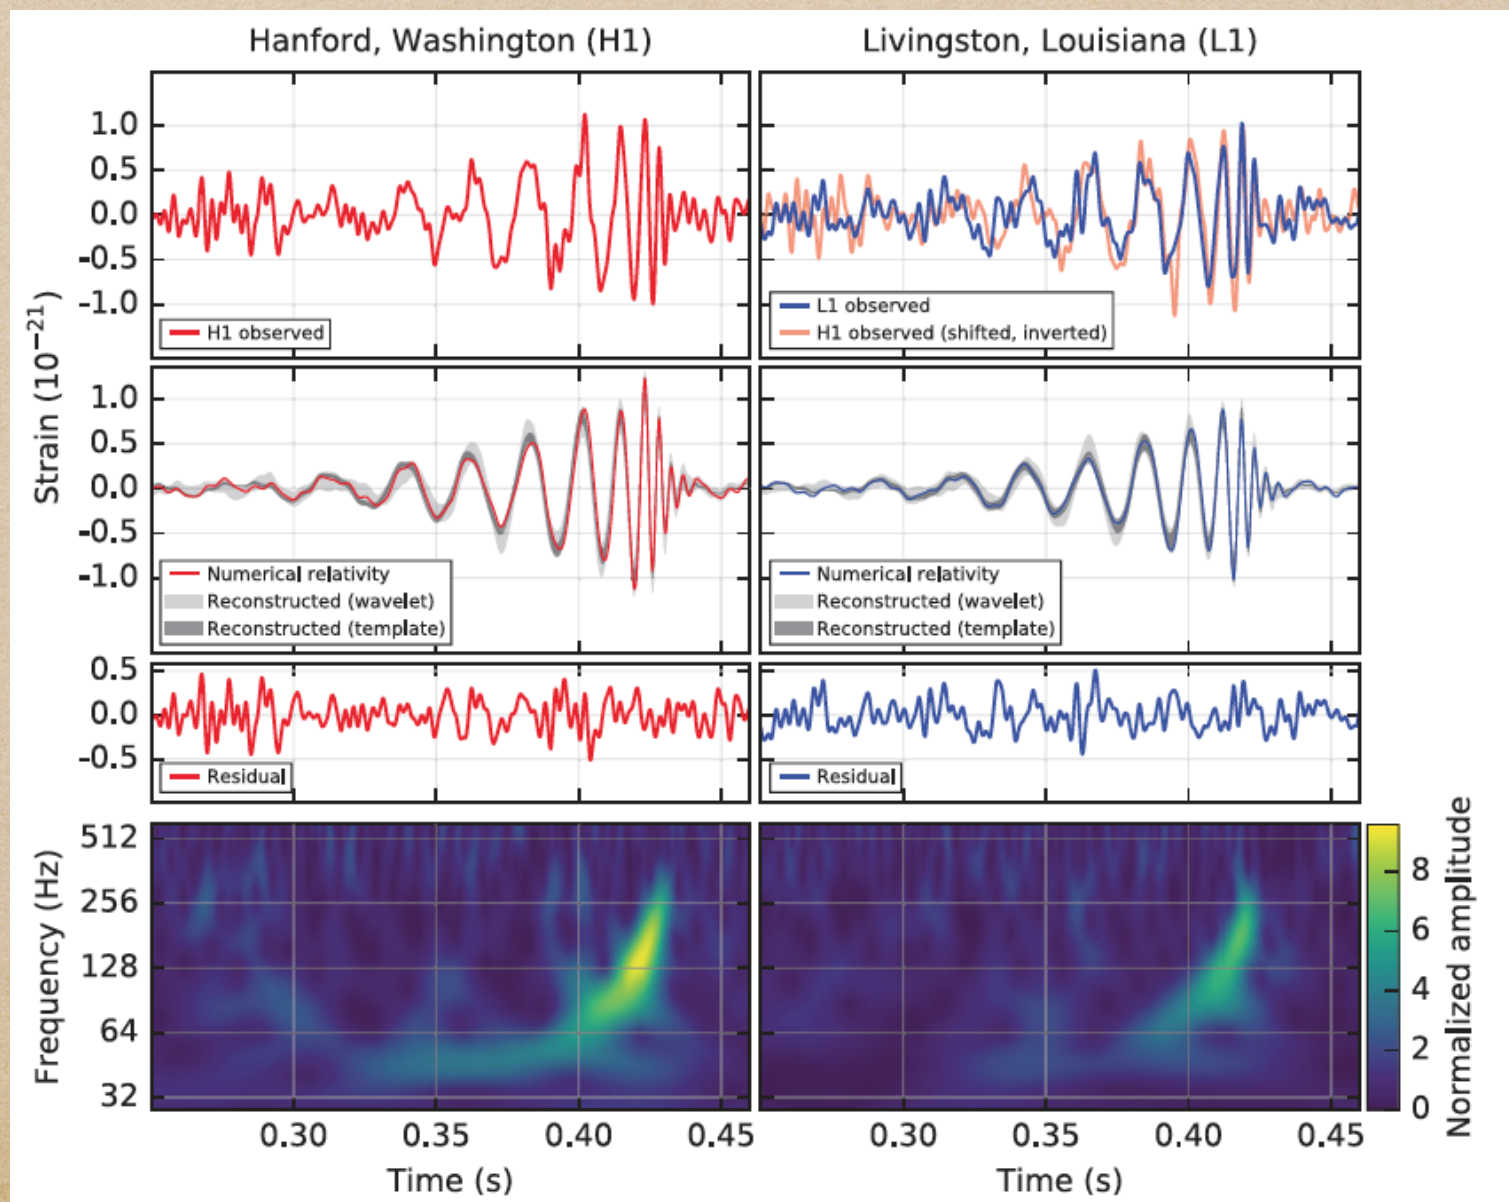 Hanford, Washington (H1)
Livingston, Louisiana (L1)
Strain (10⁻²¹)
1.0
0.5
0.0
-0.5
-1.0
H1 observed
L1 observed
H1 observed (shifted, inverted)
1.0
0.5
0.0
-0.5
-1.0
Numerical relativity
Reconstructed (wavelet)
Reconstructed (template)
Numerical relativity
Reconstructed (wavelet)
Reconstructed (template)
0.5
0.0
-0.5
Residual
Residual
Frequency (Hz)
512
256
128
64
32
Normalized amplitude
8
6
4
2
0
0.30 0.35 0.40 0.45
0.30 0.35 0.40 0.45
Time (s)
Time (s)